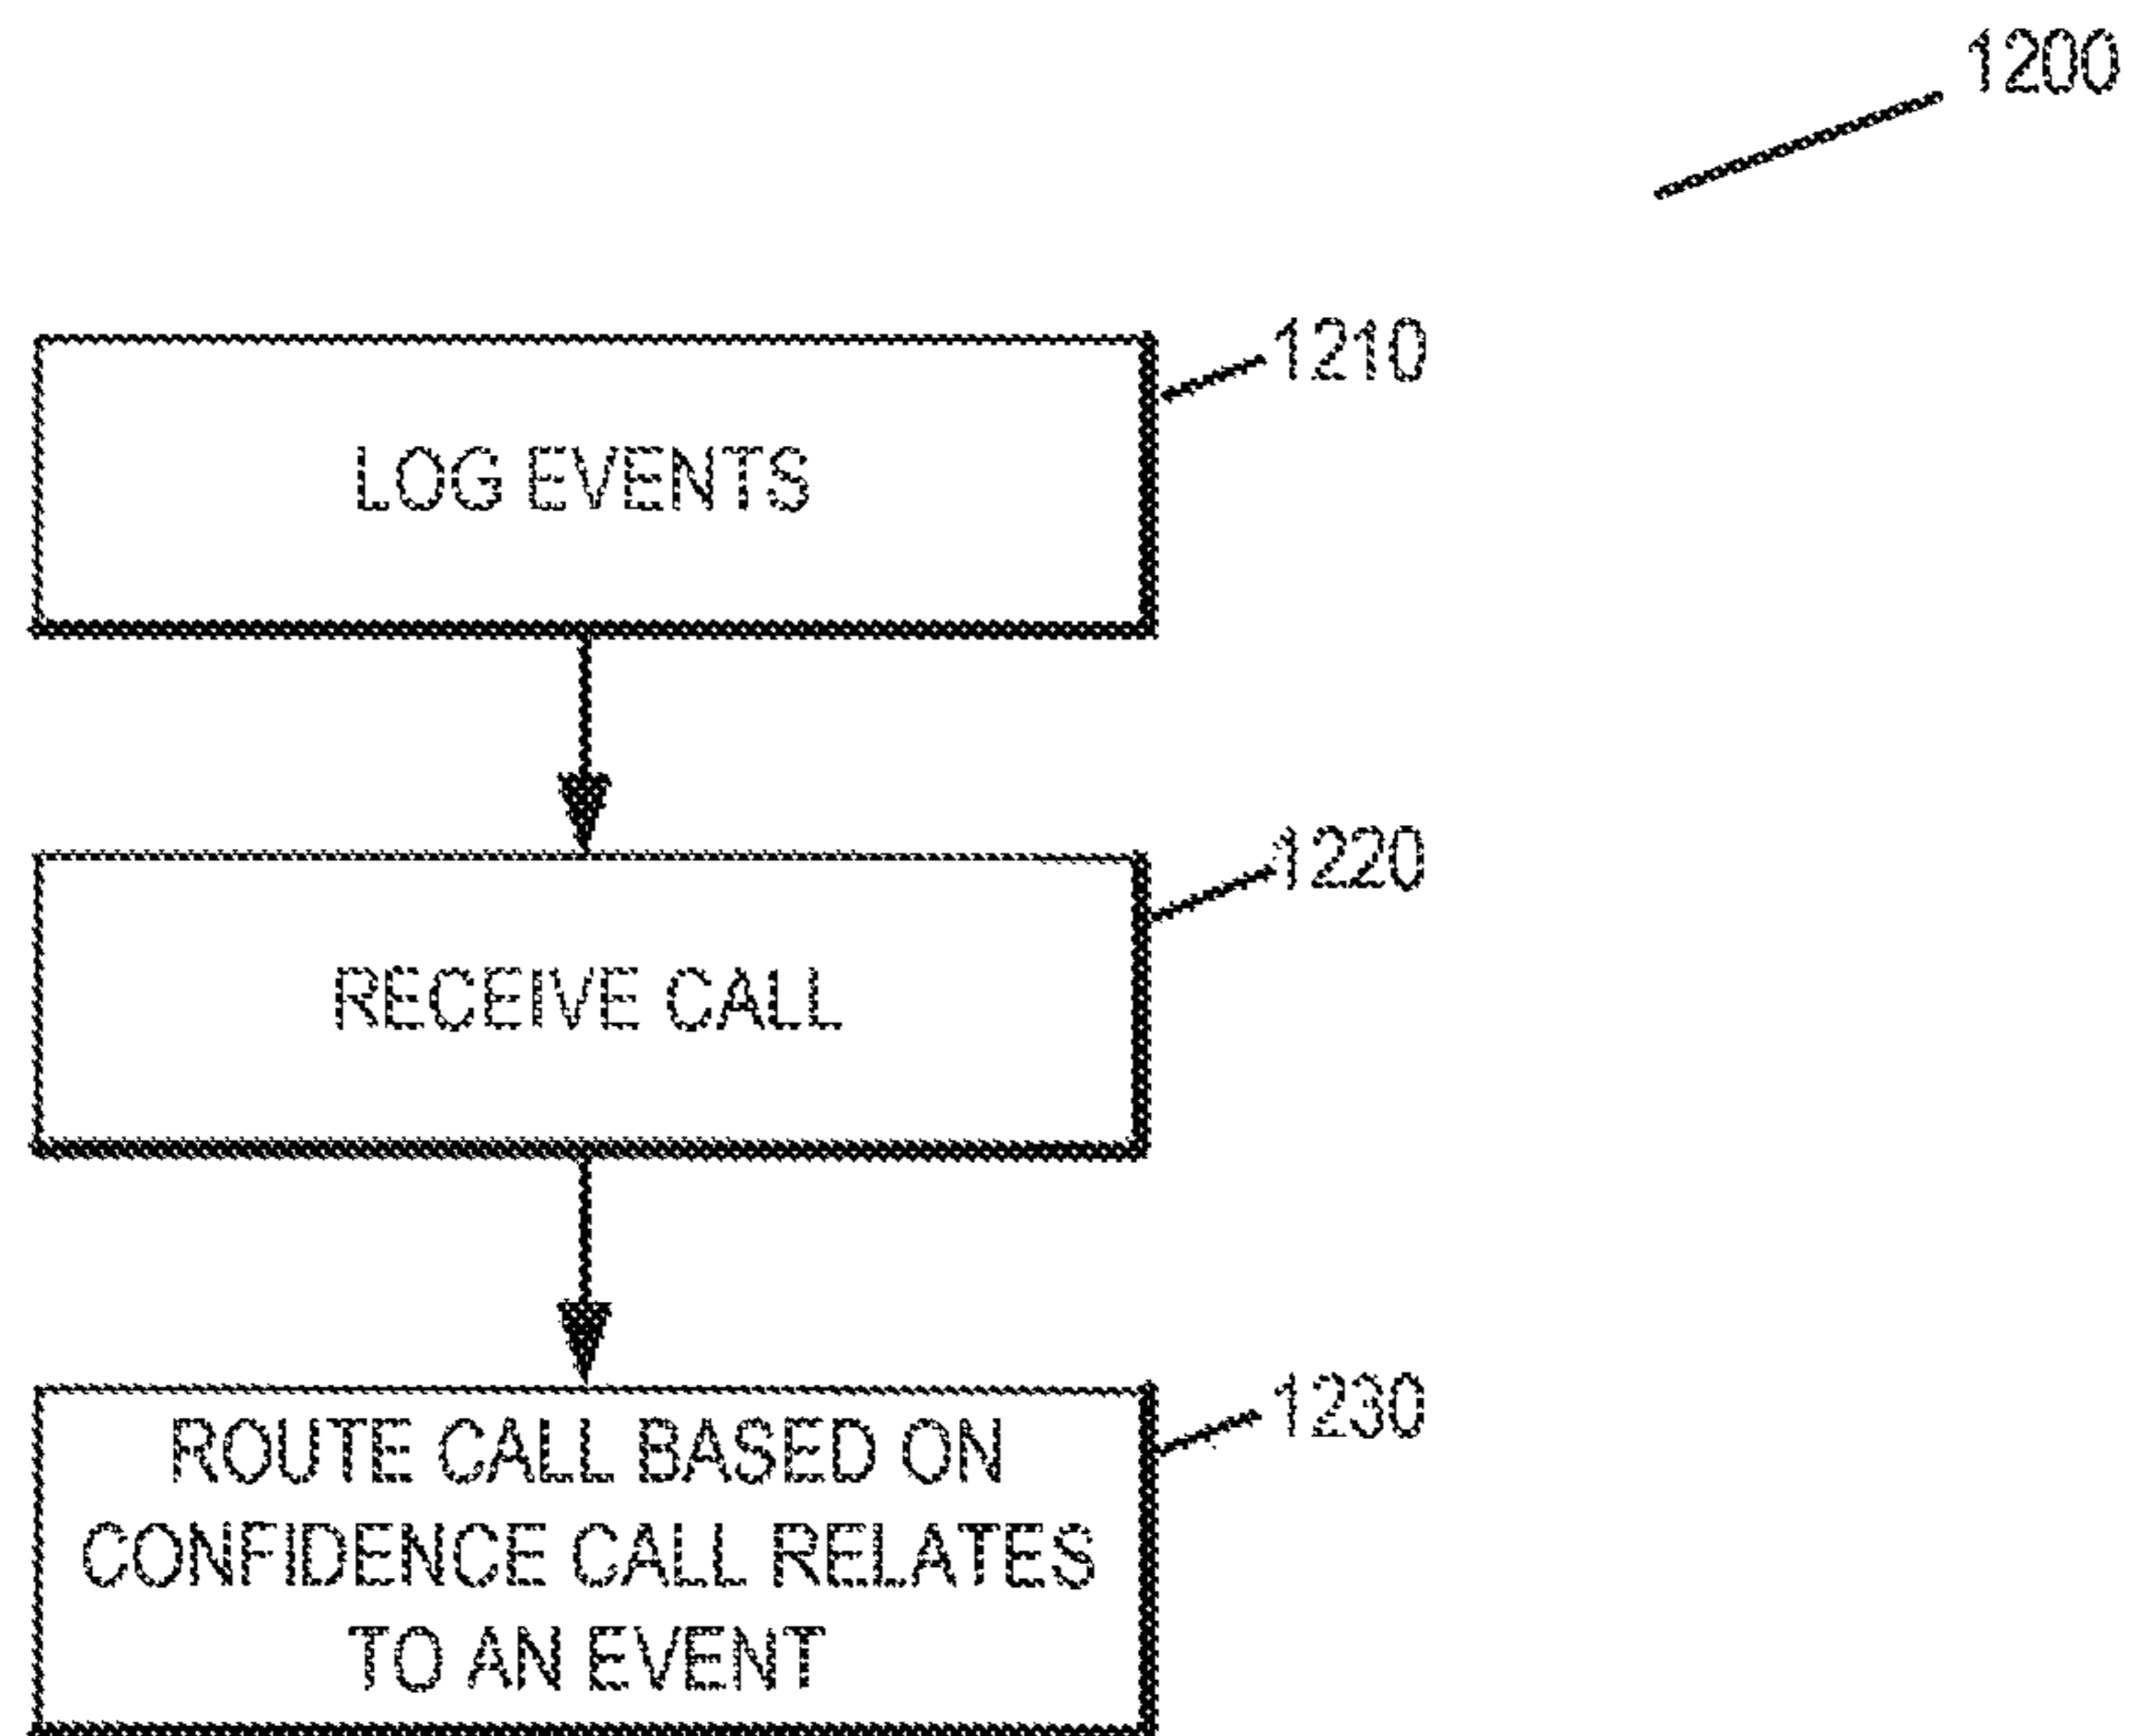 1200
1210
LOG EVENTS
1220
RECEIVE CALL
1230
ROUTE CALL BASED ON
CONFIDENCE CALL RELATES
TO AN EVENT